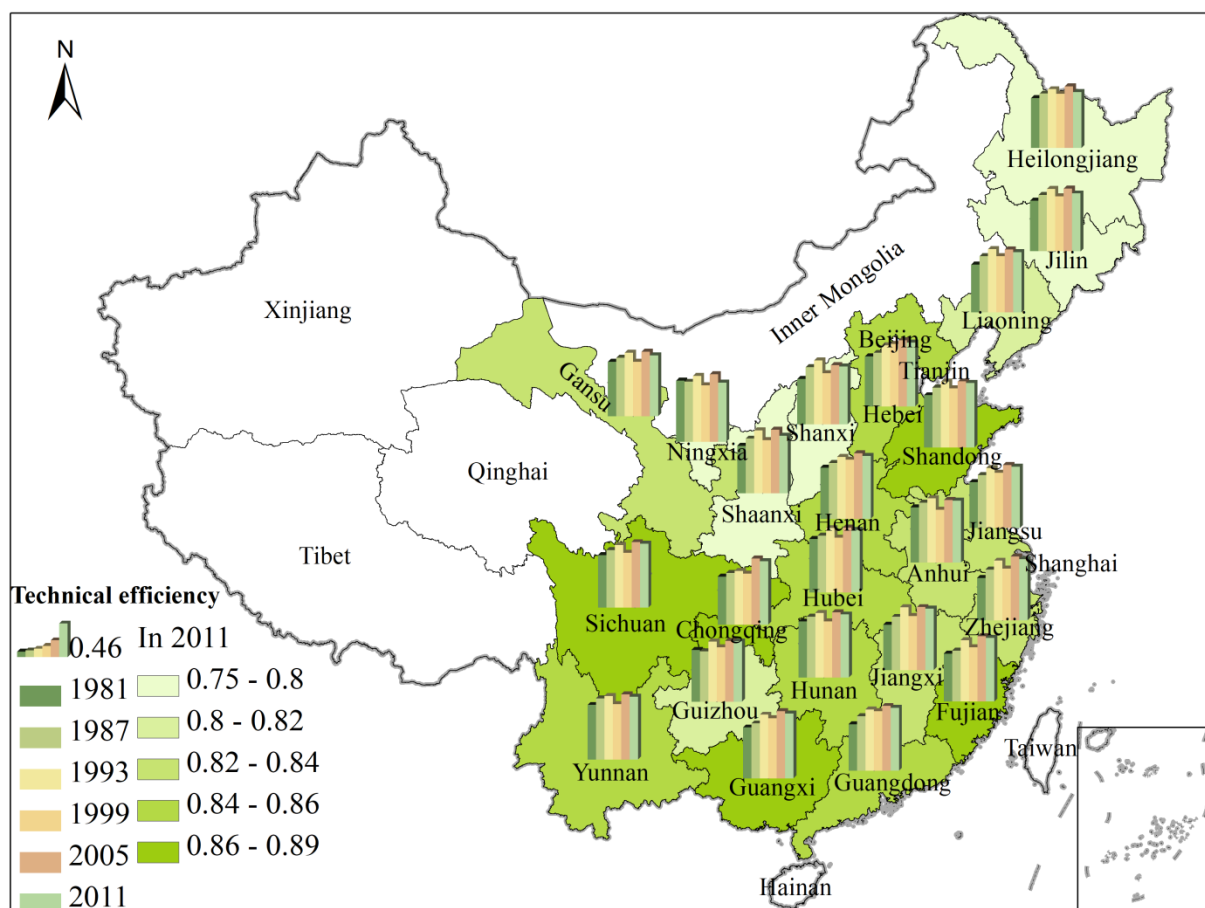 N
Heilongjiang
Jilin
Liaoning
Inner Mongolia
Xinjiang
Beijing
Tianjin
Gansu
Hebei
Shanxi
Ningxia
Shandong
Qinghai
Shaanxi
Henan
Jiangsu
Tibet
Anhui
Shanghai
Hubei
Technical efficiency
Sichuan
Chongqing
Zhejiang
0.46
In 2011
Hunan
Jiangxi
1981
0.75 - 0.8
Guizhou
Fujian
1987
0.8 - 0.82
Taiwan
Yunnan
Guangxi
Guangdong
1993
0.82 - 0.84
1999
0.84 - 0.86
2005
0.86 - 0.89
2011
Hainan